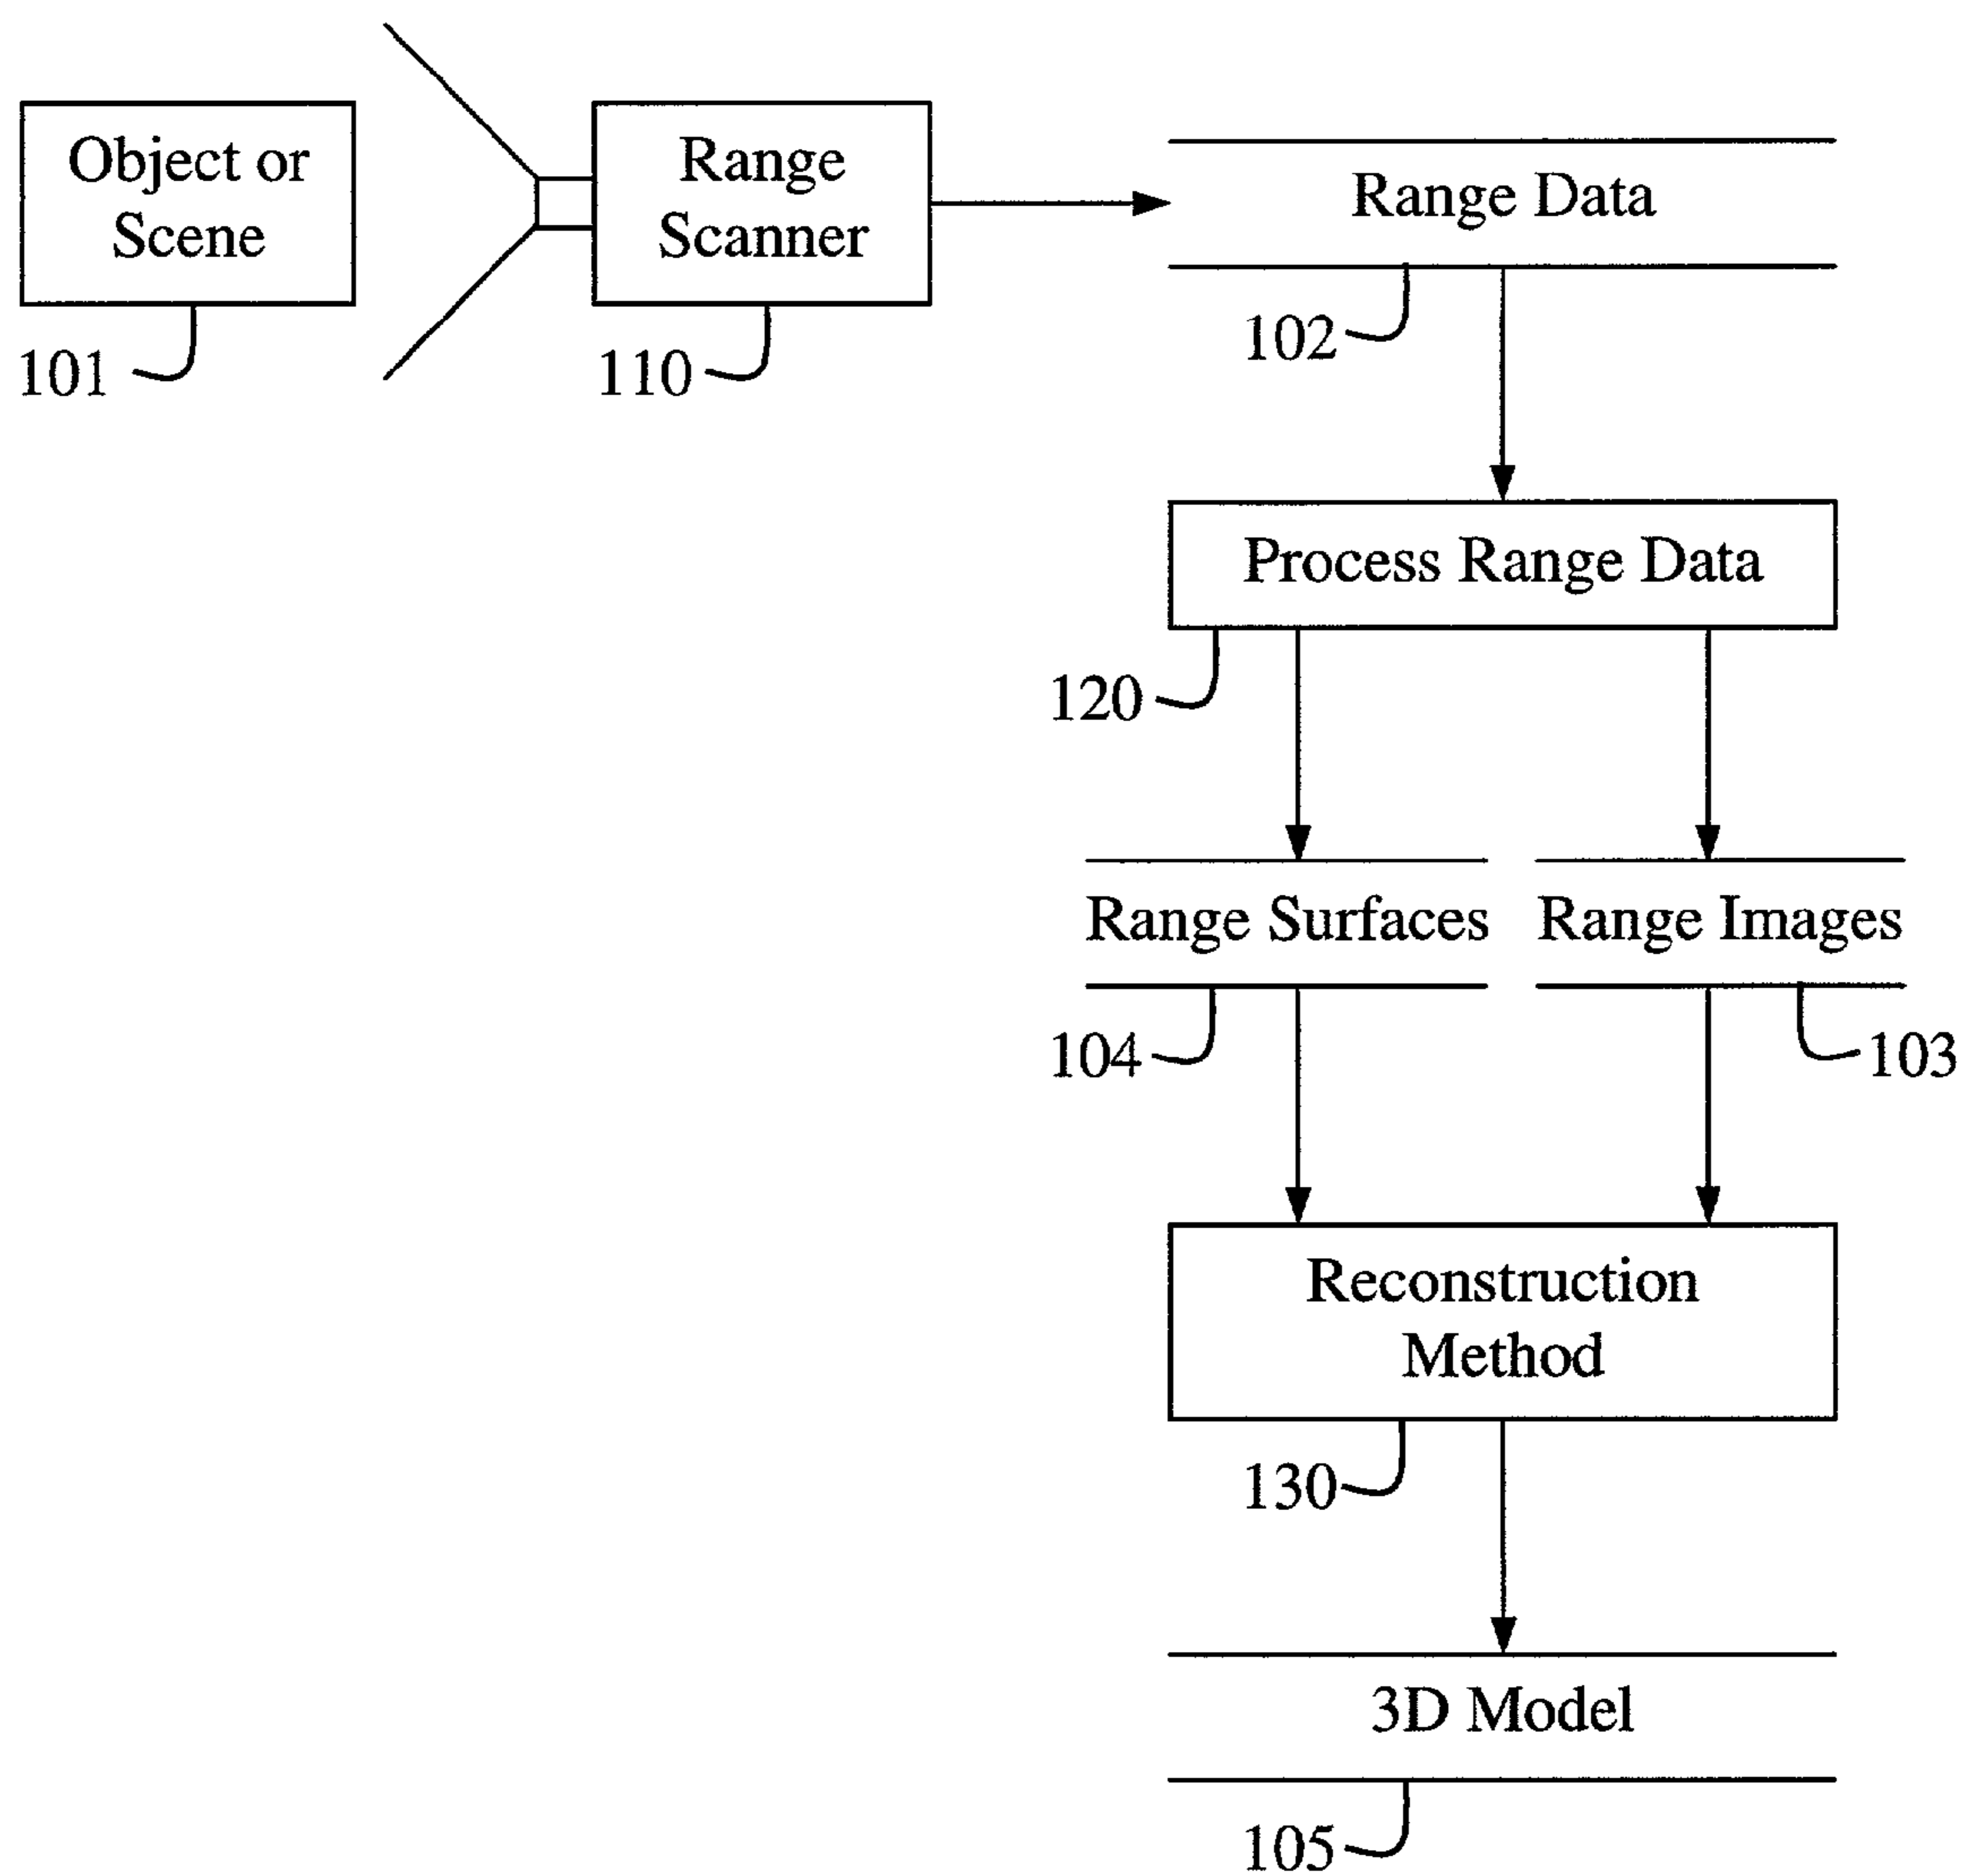 Object or
Scene
101
Range
Scanner
110
Range Data
102
Process Range Data
120
Range Surfaces
104
Range Images
103
Reconstruction
Method
130
3D Model
105